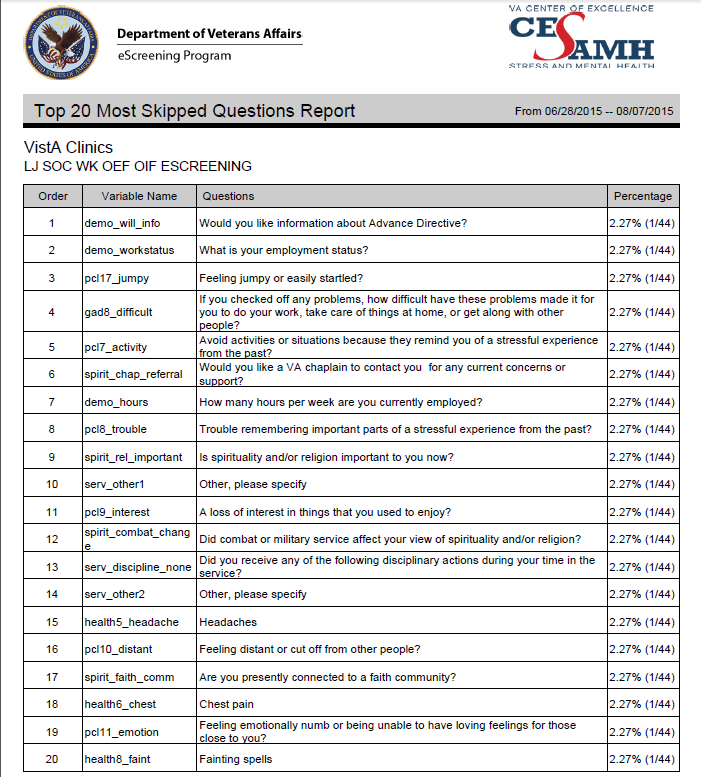 VA CENTER OF EXCELLENCE
CESAMH
STRESS AND MENTAL HEALTH
Department of Veterans Affairs
eScreening Program
Top 20 Most Skipped Questions Report
From 06/28/2015 -- 08/07/2015
VistA Clinics
LJ SOC WK OEF OIF ESCREENING
Order Variable Name Questions Percentage
1 demo_will_info Would you like information about Advance Directive? 2.27% (1/44)
2 demo_workstatus What is your employment status? 2.27% (1/44)
3 pcl17_jumpy Feeling jumpy or easily startled? 2.27% (1/44)
4 gad8_difficult If you checked off any problems, how difficult have these problems made it for
you to do your work, take care of things at home, or get along with other
people? 2.27% (1/44)
5 pcl7_activity Avoid activities or situations because they remind you of a stressful experience
from the past? 2.27% (1/44)
6 spirit_chap_referral Would you like a VA chaplain to contact you  for any current concerns or
support? 2.27% (1/44)
7 demo_hours How many hours per week are you currently employed? 2.27% (1/44)
8 pcl8_trouble Trouble remembering important parts of a stressful experience from the past? 2.27% (1/44)
9 spirit_rel_important Is spirituality and/or religion important to you now? 2.27% (1/44)
10 serv_other1 Other, please specify 2.27% (1/44)
11 pcl9_interest A loss of interest in things that you used to enjoy? 2.27% (1/44)
12 spirit_combat_chang
e Did combat or military service affect your view of spirituality and/or religion? 2.27% (1/44)
13 serv_discipline_none Did you receive any of the following disciplinary actions during your time in the
service? 2.27% (1/44)
14 serv_other2 Other, please specify 2.27% (1/44)
15 health5_headache Headaches 2.27% (1/44)
16 pcl10_distant Feeling distant or cut off from other people? 2.27% (1/44)
17 spirit_faith_comm Are you presently connected to a faith community? 2.27% (1/44)
18 health6_chest Chest pain 2.27% (1/44)
19 pcl11_emotion Feeling emotionally numb or being unable to have loving feelings for those
close to you? 2.27% (1/44)
20 health8_faint Fainting spells 2.27% (1/44)